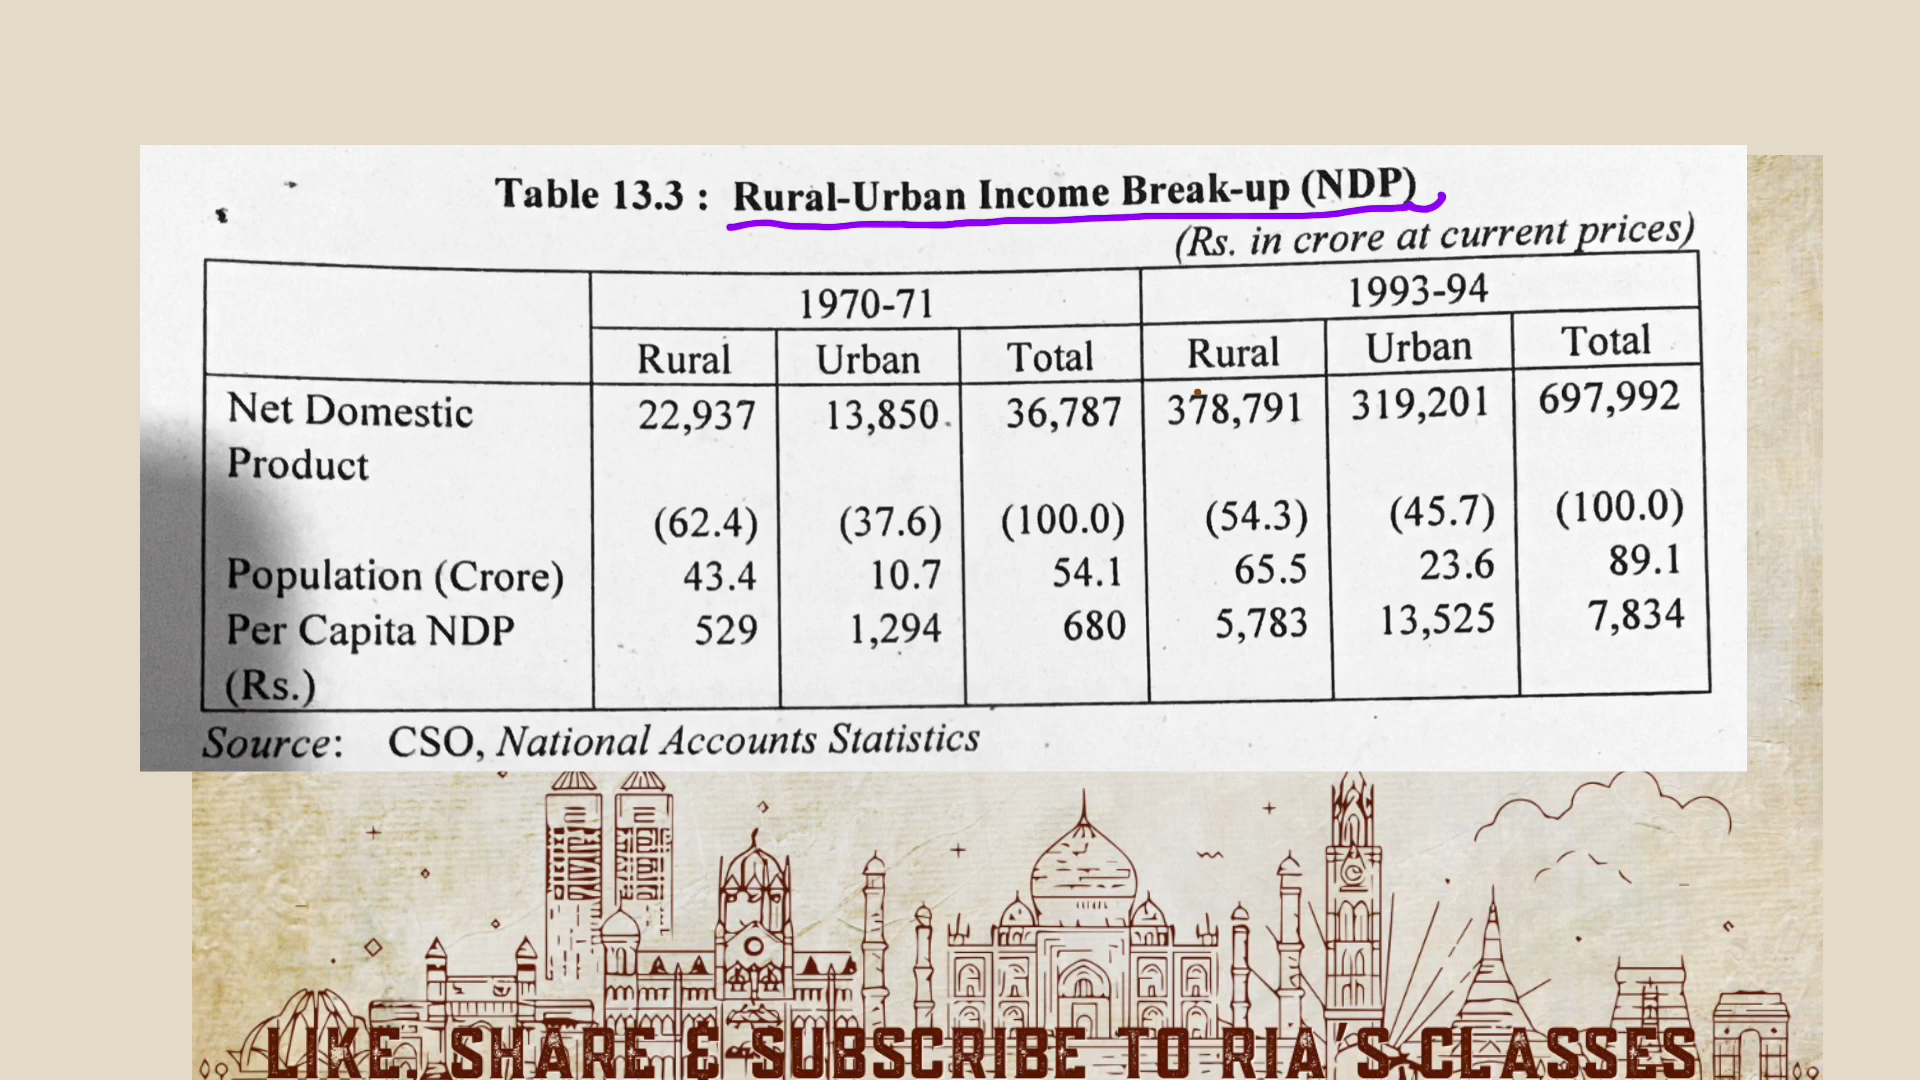 Table 13.3 : Rural-Urban Income Break-up (NDP)
(Rs. in crore at current prices)
1970-71 1993-94
Rural Urban Total Rural Urban Total
Net Domestic 22,937 13,850 36,787 378,791 319,201 697,992
Product
(62.4) (37.6) (100.0) (54.3) (45.7) (100.0)
Population (Crore) 43.4 10.7 54.1 65.5 23.6 89.1
Per Capita NDP 529 1,294 680 5,783 13,525 7,834
(Rs.)
Source: CSO, National Accounts Statistics
LIKE, SHARE & SUBSCRIBE TO RIA'S CLASSES